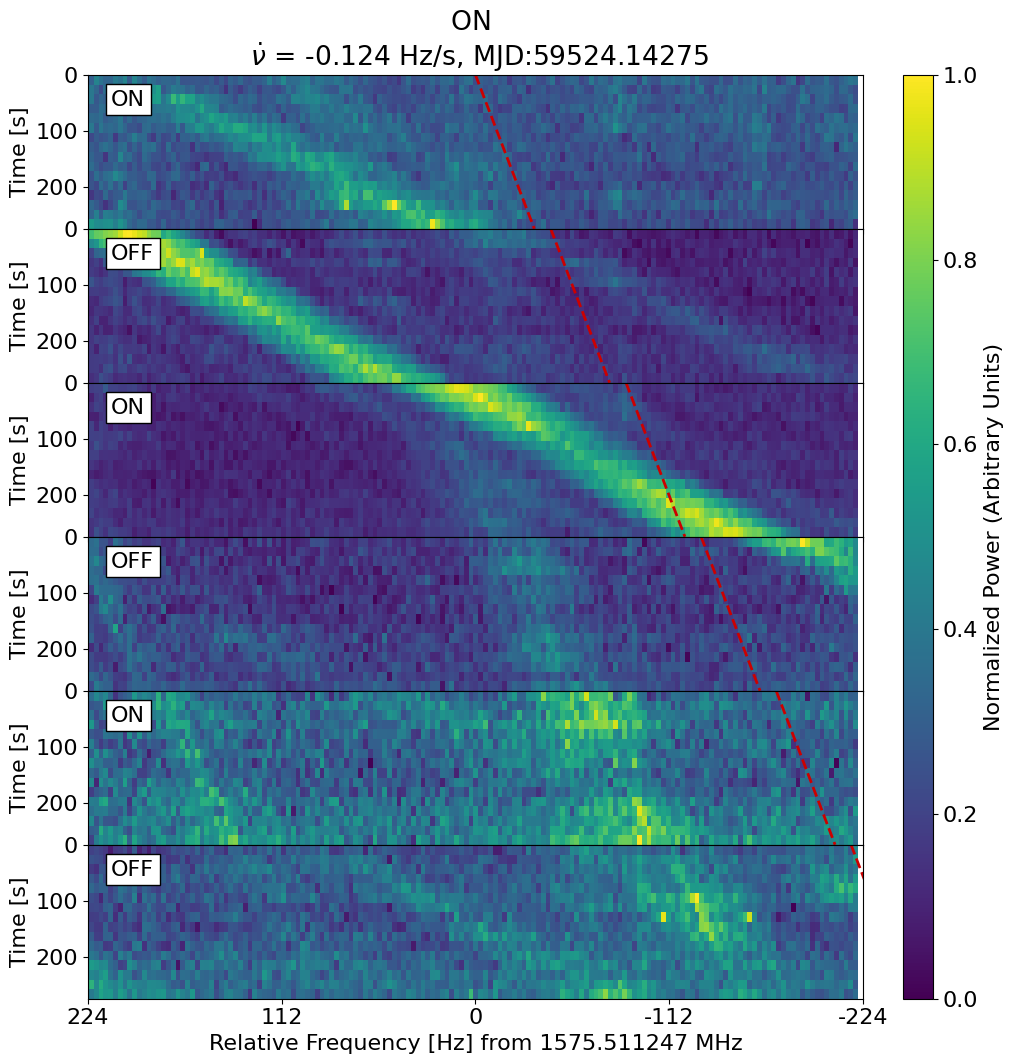 ON
ν̇ = -0.124 Hz/s, MJD:59524.14275
0
ON
100
200
Time [s]
0
OFF
100
200
Time [s]
0
ON
100
200
Time [s]
0
OFF
100
200
Time [s]
0
ON
100
200
Time [s]
0
OFF
100
200
Time [s]
224 112 0 -112 -224
Relative Frequency [Hz] from 1575.511247 MHz
1.0
0.8
0.6
0.4
0.2
0.0
Normalized Power (Arbitrary Units)